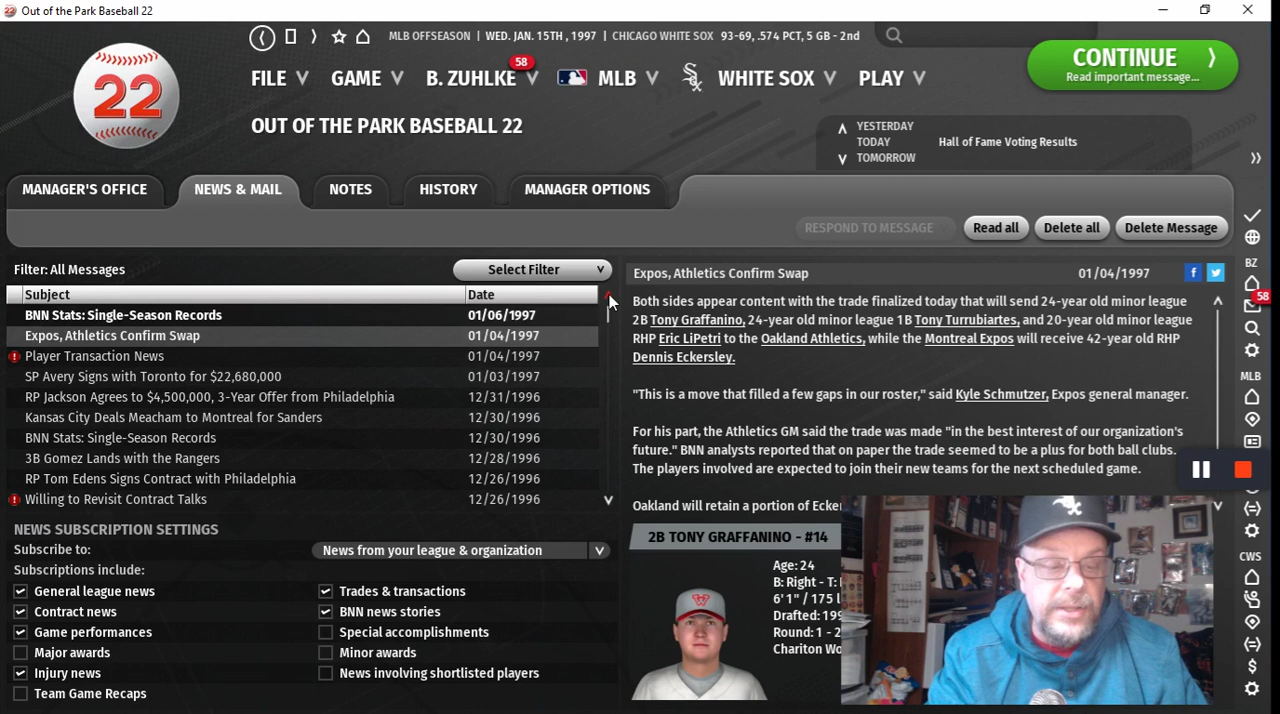 Out of the Park Baseball 22
MLB OFFSEASON | WED. JAN. 15TH , 1997 | CHICAGO WHITE SOX 93-69, .574 PCT, 5 GB - 2nd
CONTINUE
Read important message...
22
FILE GAME B. ZUHLKE 58 MLB WHITE SOX PLAY
OUT OF THE PARK BASEBALL 22
YESTERDAY
TODAY Hall of Fame Voting Results
TOMORROW
MANAGER'S OFFICE NEWS & MAIL NOTES HISTORY MANAGER OPTIONS
RESPOND TO MESSAGE Read all Delete all Delete Message
Filter: All Messages Select Filter
Subject Date
BNN Stats: Single-Season Records 01/06/1997
Expos, Athletics Confirm Swap 01/04/1997
Player Transaction News 01/04/1997
SP Avery Signs with Toronto for $22,680,000 01/03/1997
RP Jackson Agrees to $4,500,000, 3-Year Offer from Philadelphia 12/31/1996
Kansas City Deals Meacham to Montreal for Sanders 12/30/1996
BNN Stats: Single-Season Records 12/30/1996
3B Gomez Lands with the Rangers 12/28/1996
RP Tom Edens Signs Contract with Philadelphia 12/26/1996
Willing to Revisit Contract Talks 12/26/1996
NEWS SUBSCRIPTION SETTINGS
Subscribe to: News from your league & organization
Subscriptions include:
General league news Trades & transactions
Contract news BNN news stories
Game performances Special accomplishments
Major awards Minor awards
Injury news News involving shortlisted players
Team Game Recaps
Expos, Athletics Confirm Swap 01/04/1997
Both sides appear content with the trade finalized today that will send 24-year old minor league
2B Tony Graffanino, 24-year old minor league 1B Tony Turrubiartes, and 20-year old minor league
RHP Eric LiPetri to the Oakland Athletics, while the Montreal Expos will receive 42-year old RHP
Dennis Eckersley.
"This is a move that filled a few gaps in our roster," said Kyle Schmutzer, Expos general manager.
For his part, the Athletics GM said the trade was made "in the best interest of our organization's
future." BNN analysts reported that on paper the trade seemed to be a plus for both ball clubs.
The players involved are expected to join their new teams for the next scheduled game.
Oakland will retain a portion of Ecker
2B TONY GRAFFANINO - #14
Age: 24
B: Right - T:
6' 1" / 175 l
Drafted: 199
Round: 1 - 2
Chariton Wo
BZ
58
MLB
CWS